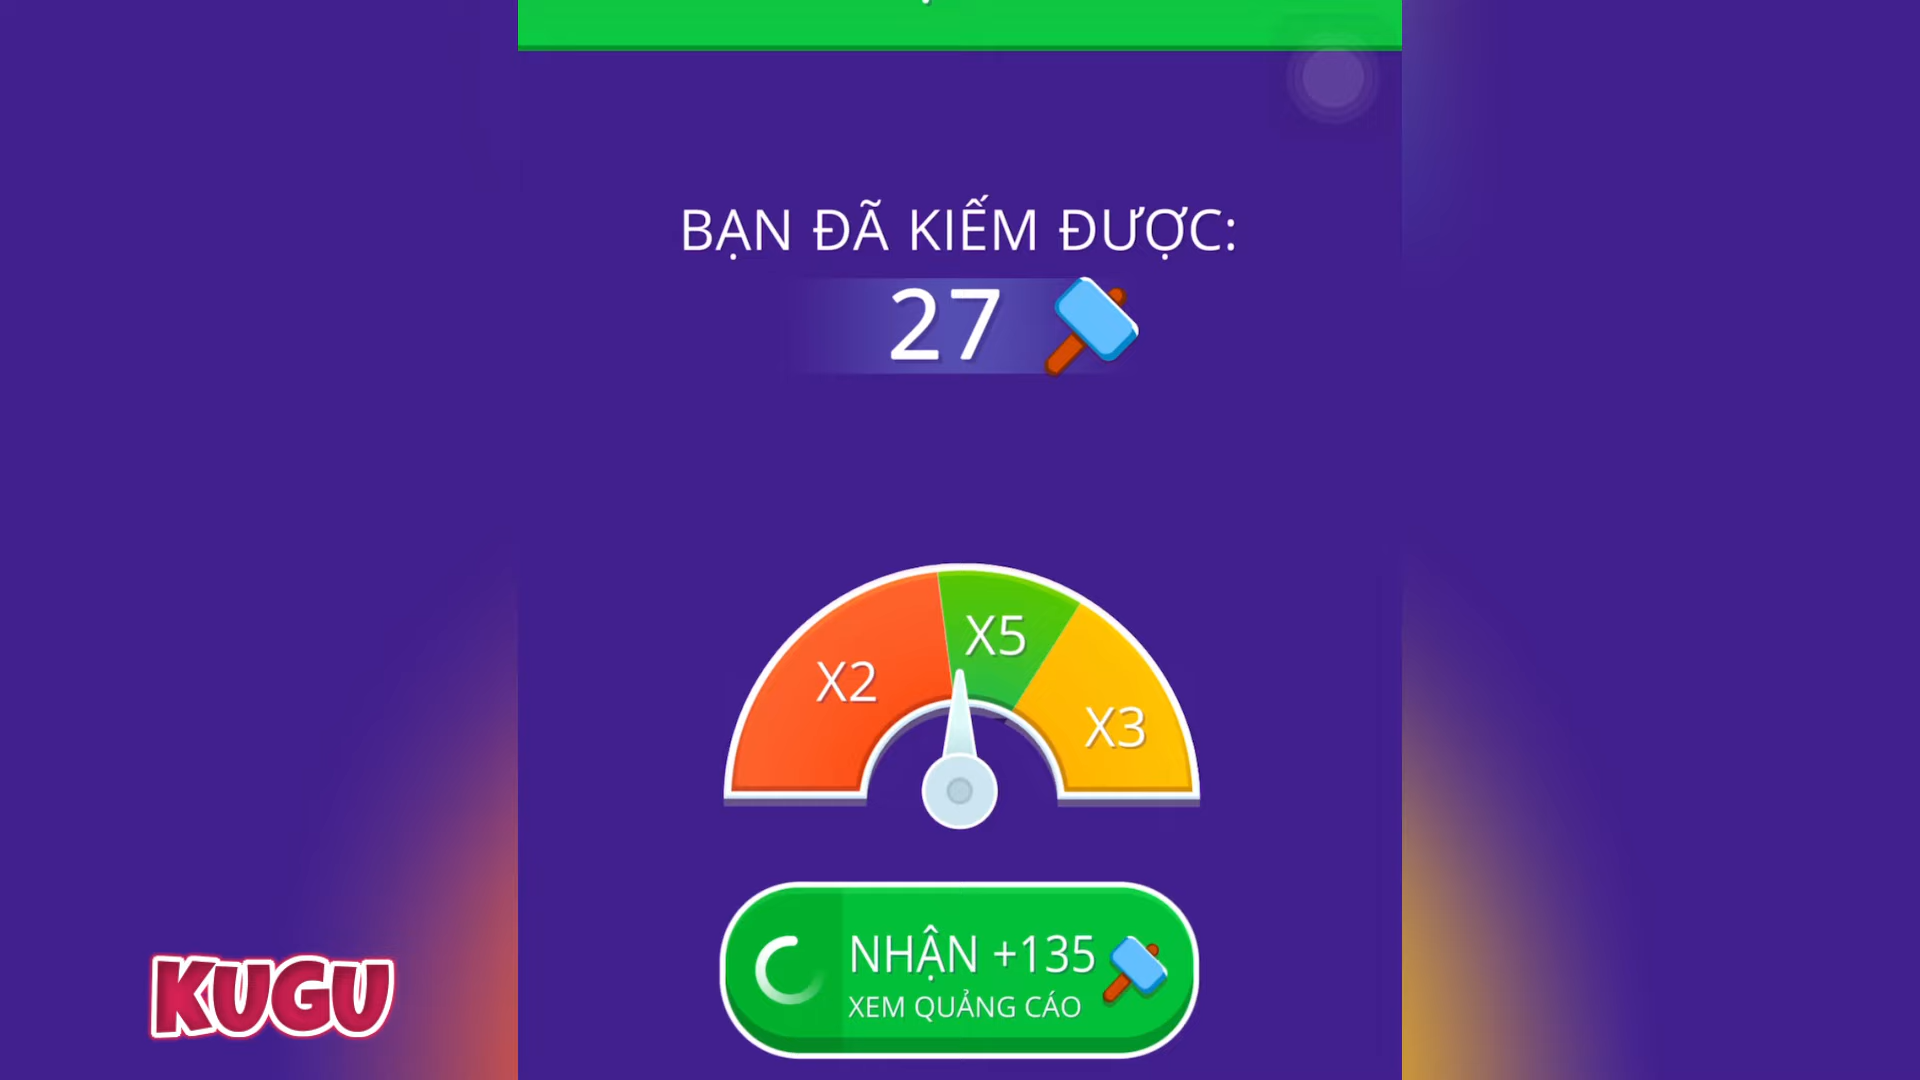 BẠN ĐÃ KIẾM ĐƯỢC:
27
X5
X2
X3
NHẬN +135
XEM QUẢNG CÁO
KUGU